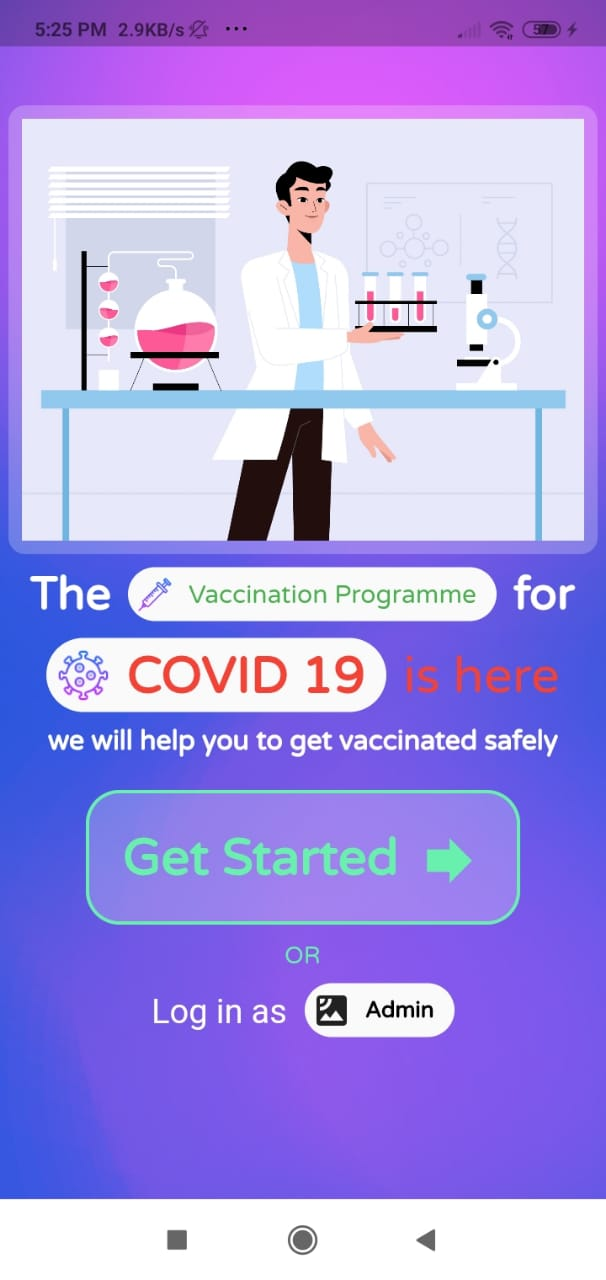 5:25 PM 2.9KB/s ... 57
The Vaccination Programme for
COVID 19 is here
we will help you to get vaccinated safely
Get Started
OR
Log in as Admin